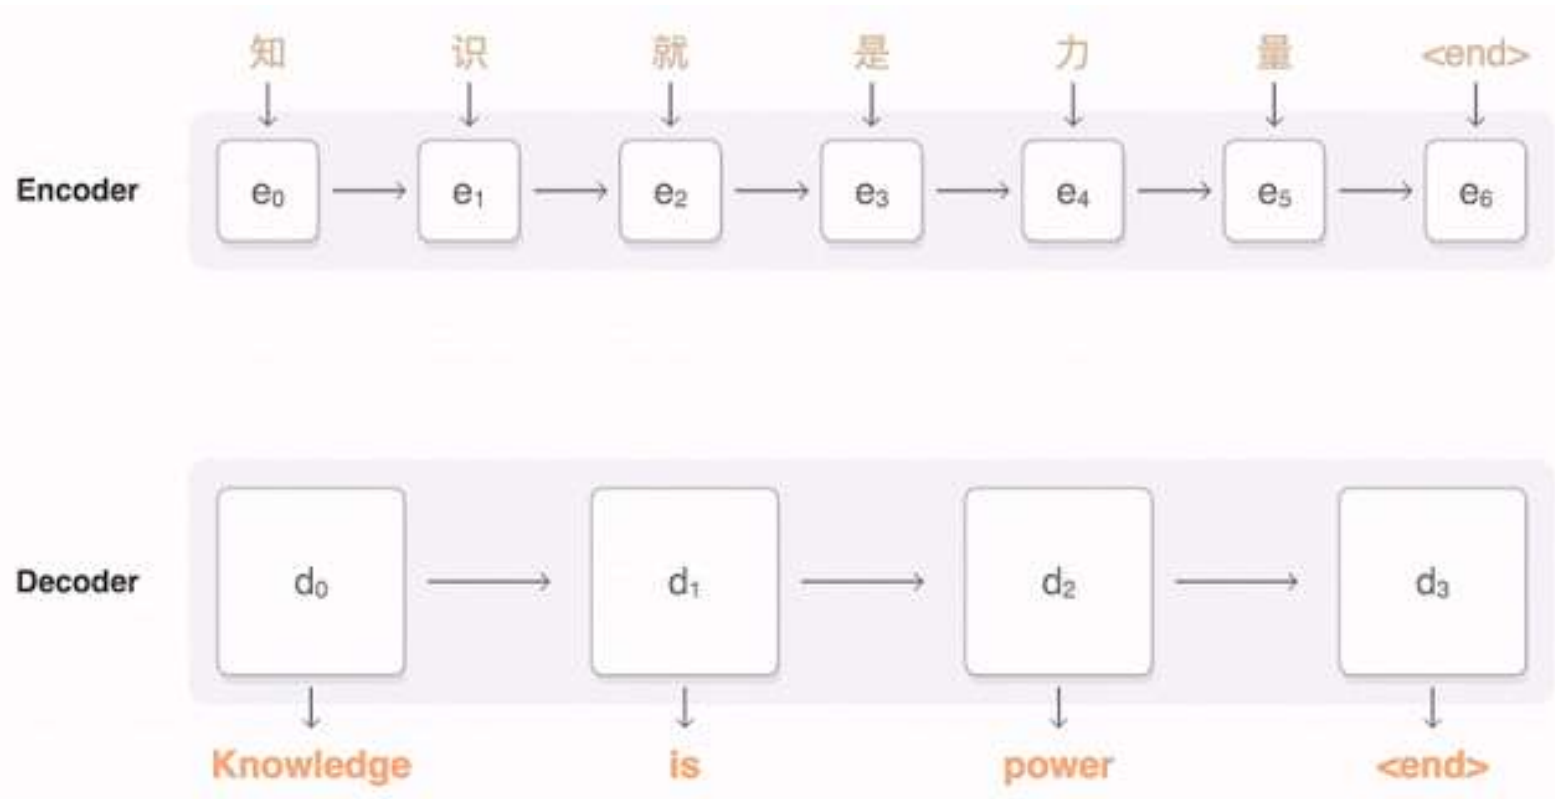 知 识 就 是 力 量 <end>
Encoder e₀ e₁ e₂ e₃ e₄ e₅ e₆
Decoder d₀ d₁ d₂ d₃
Knowledge is power <end>